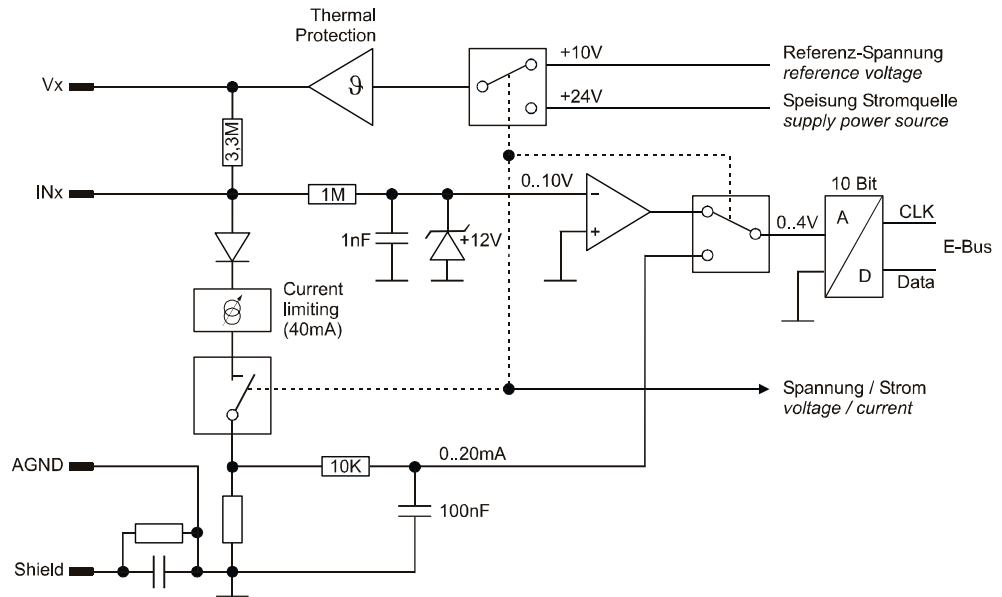 Thermal
Protection
Vx
ϑ
+10V
Referenz-Spannung
reference voltage
+24V
Speisung Stromquelle
supply power source
3,3M
INx
1M
0..10V
10 Bit
1nF
+12V
−
+
0..4V
A
D
CLK
E-Bus
Data
Current
limiting
(40mA)
Spannung / Strom
voltage / current
AGND
10K
0..20mA
100nF
Shield